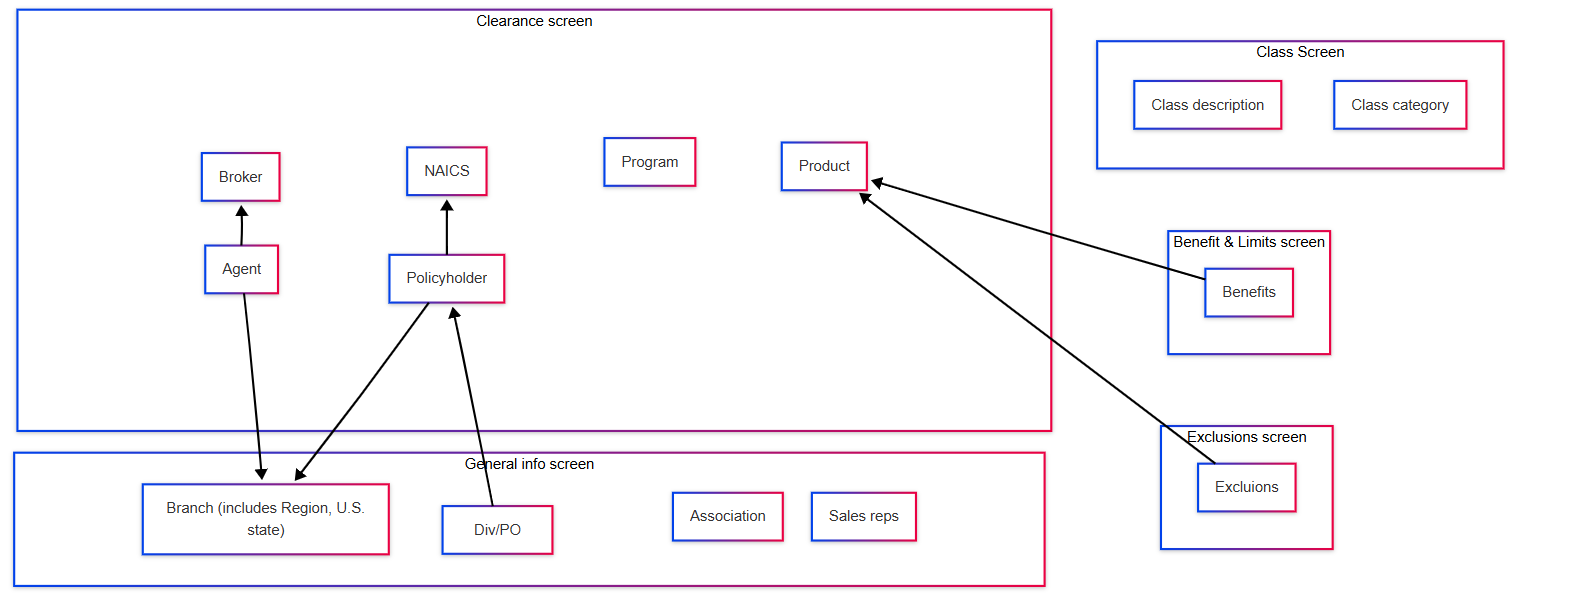 Clearance screen
Class Screen
Class description
Class category
Broker
NAICS
Program
Product
Agent
Policyholder
Benefit & Limits screen
Benefits
General info screen
Branch (includes Region, U.S.
state)
Div/PO
Association
Sales reps
Exclusions screen
Excluions